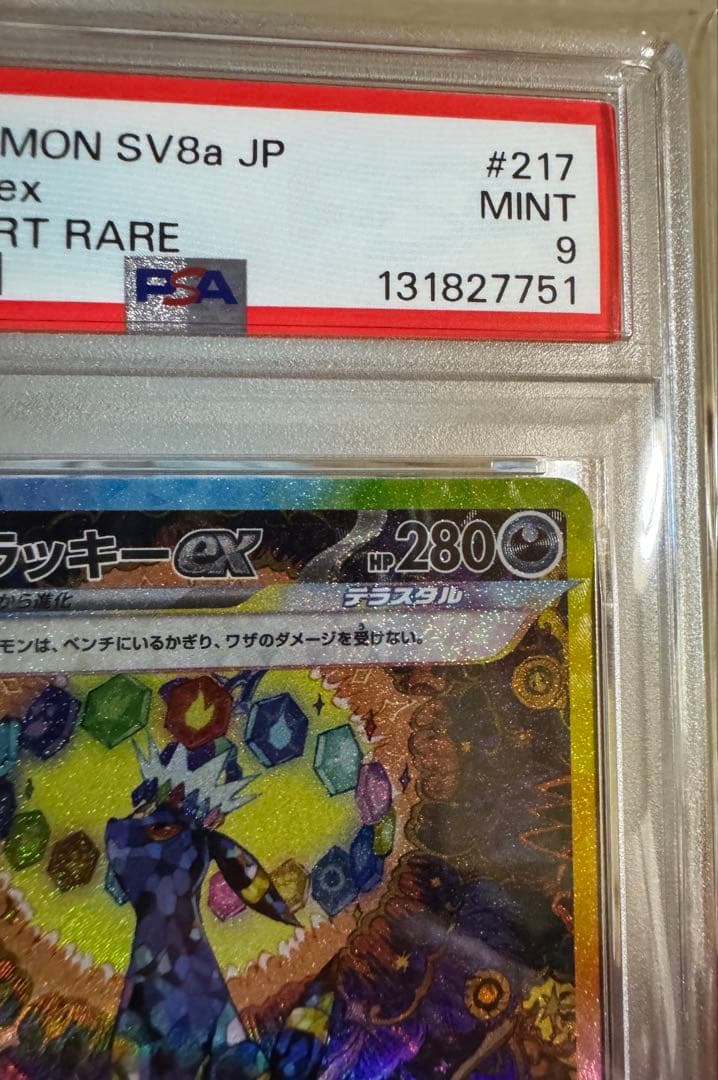 MON SV8a JP
#217
ex
MINT
RT RARE
9
PSA
131827751
ラッキーex
HP280
から進化
テラスタル
モンは、ベンチにいるかぎり、ワザのダメージを受けない。